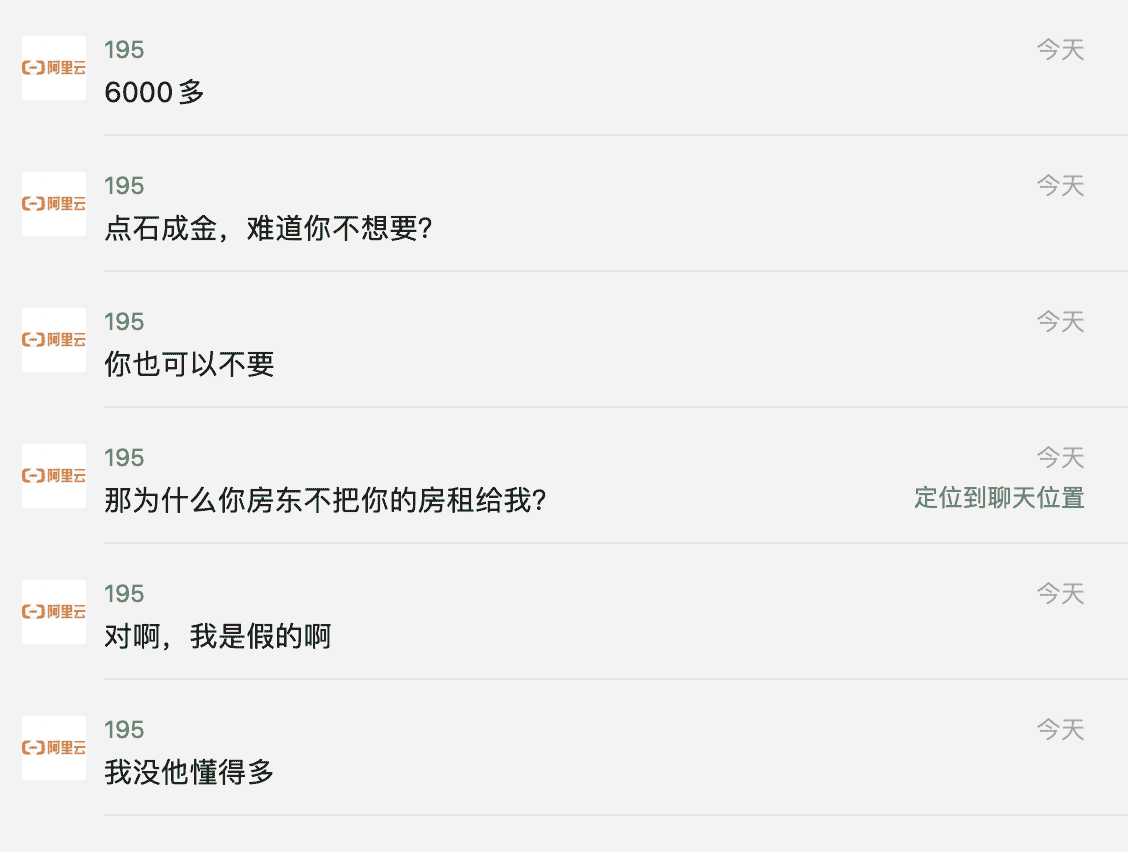 阿里云
195
今天
6000多
阿里云
195
今天
点石成金，难道你不想要？
阿里云
195
今天
你也可以不要
阿里云
195
今天
那为什么你房东不把你的房租给我？
定位到聊天位置
阿里云
195
今天
对啊，我是假的啊
阿里云
195
今天
我没他懂得多